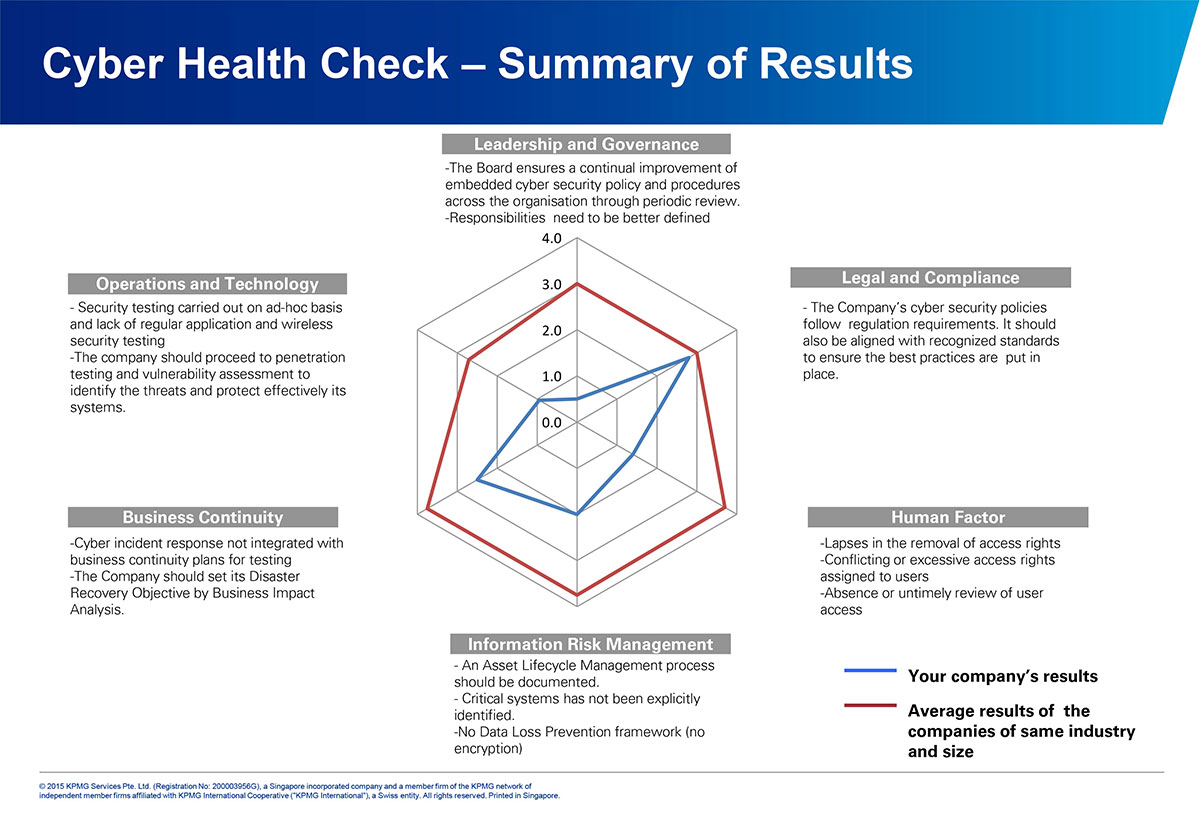 Cyber Health Check – Summary of Results
Leadership and Governance
-The Board ensures a continual improvement of
embedded cyber security policy and procedures
across the organisation through periodic review.
-Responsibilities need to be better defined
Operations and Technology
- Security testing carried out on ad-hoc basis
and lack of regular application and wireless
security testing
-The company should proceed to penetration
testing and vulnerability assessment to
identify the threats and protect effectively its
systems.
4.0
3.0
2.0
1.0
0.0
Legal and Compliance
- The Company's cyber security policies
follow regulation requirements. It should
also be aligned with recognized standards
to ensure the best practices are put in
place.
Business Continuity
-Cyber incident response not integrated with
business continuity plans for testing
-The Company should set its Disaster
Recovery Objective by Business Impact
Analysis.
Human Factor
-Lapses in the removal of access rights
-Conflicting or excessive access rights
assigned to users
-Absence or untimely review of user
access
Information Risk Management
- An Asset Lifecycle Management process
should be documented.
- Critical systems has not been explicitly
identified.
-No Data Loss Prevention framework (no
encryption)
Your company's results
Average results of the
companies of same industry
and size
© 2015 KPMG Services Pte. Ltd. (Registration No: 200003956G), a Singapore incorporated company and a member firm of the KPMG network of
independent member firms affiliated with KPMG International Cooperative ("KPMG International"), a Swiss entity. All rights reserved. Printed in Singapore.